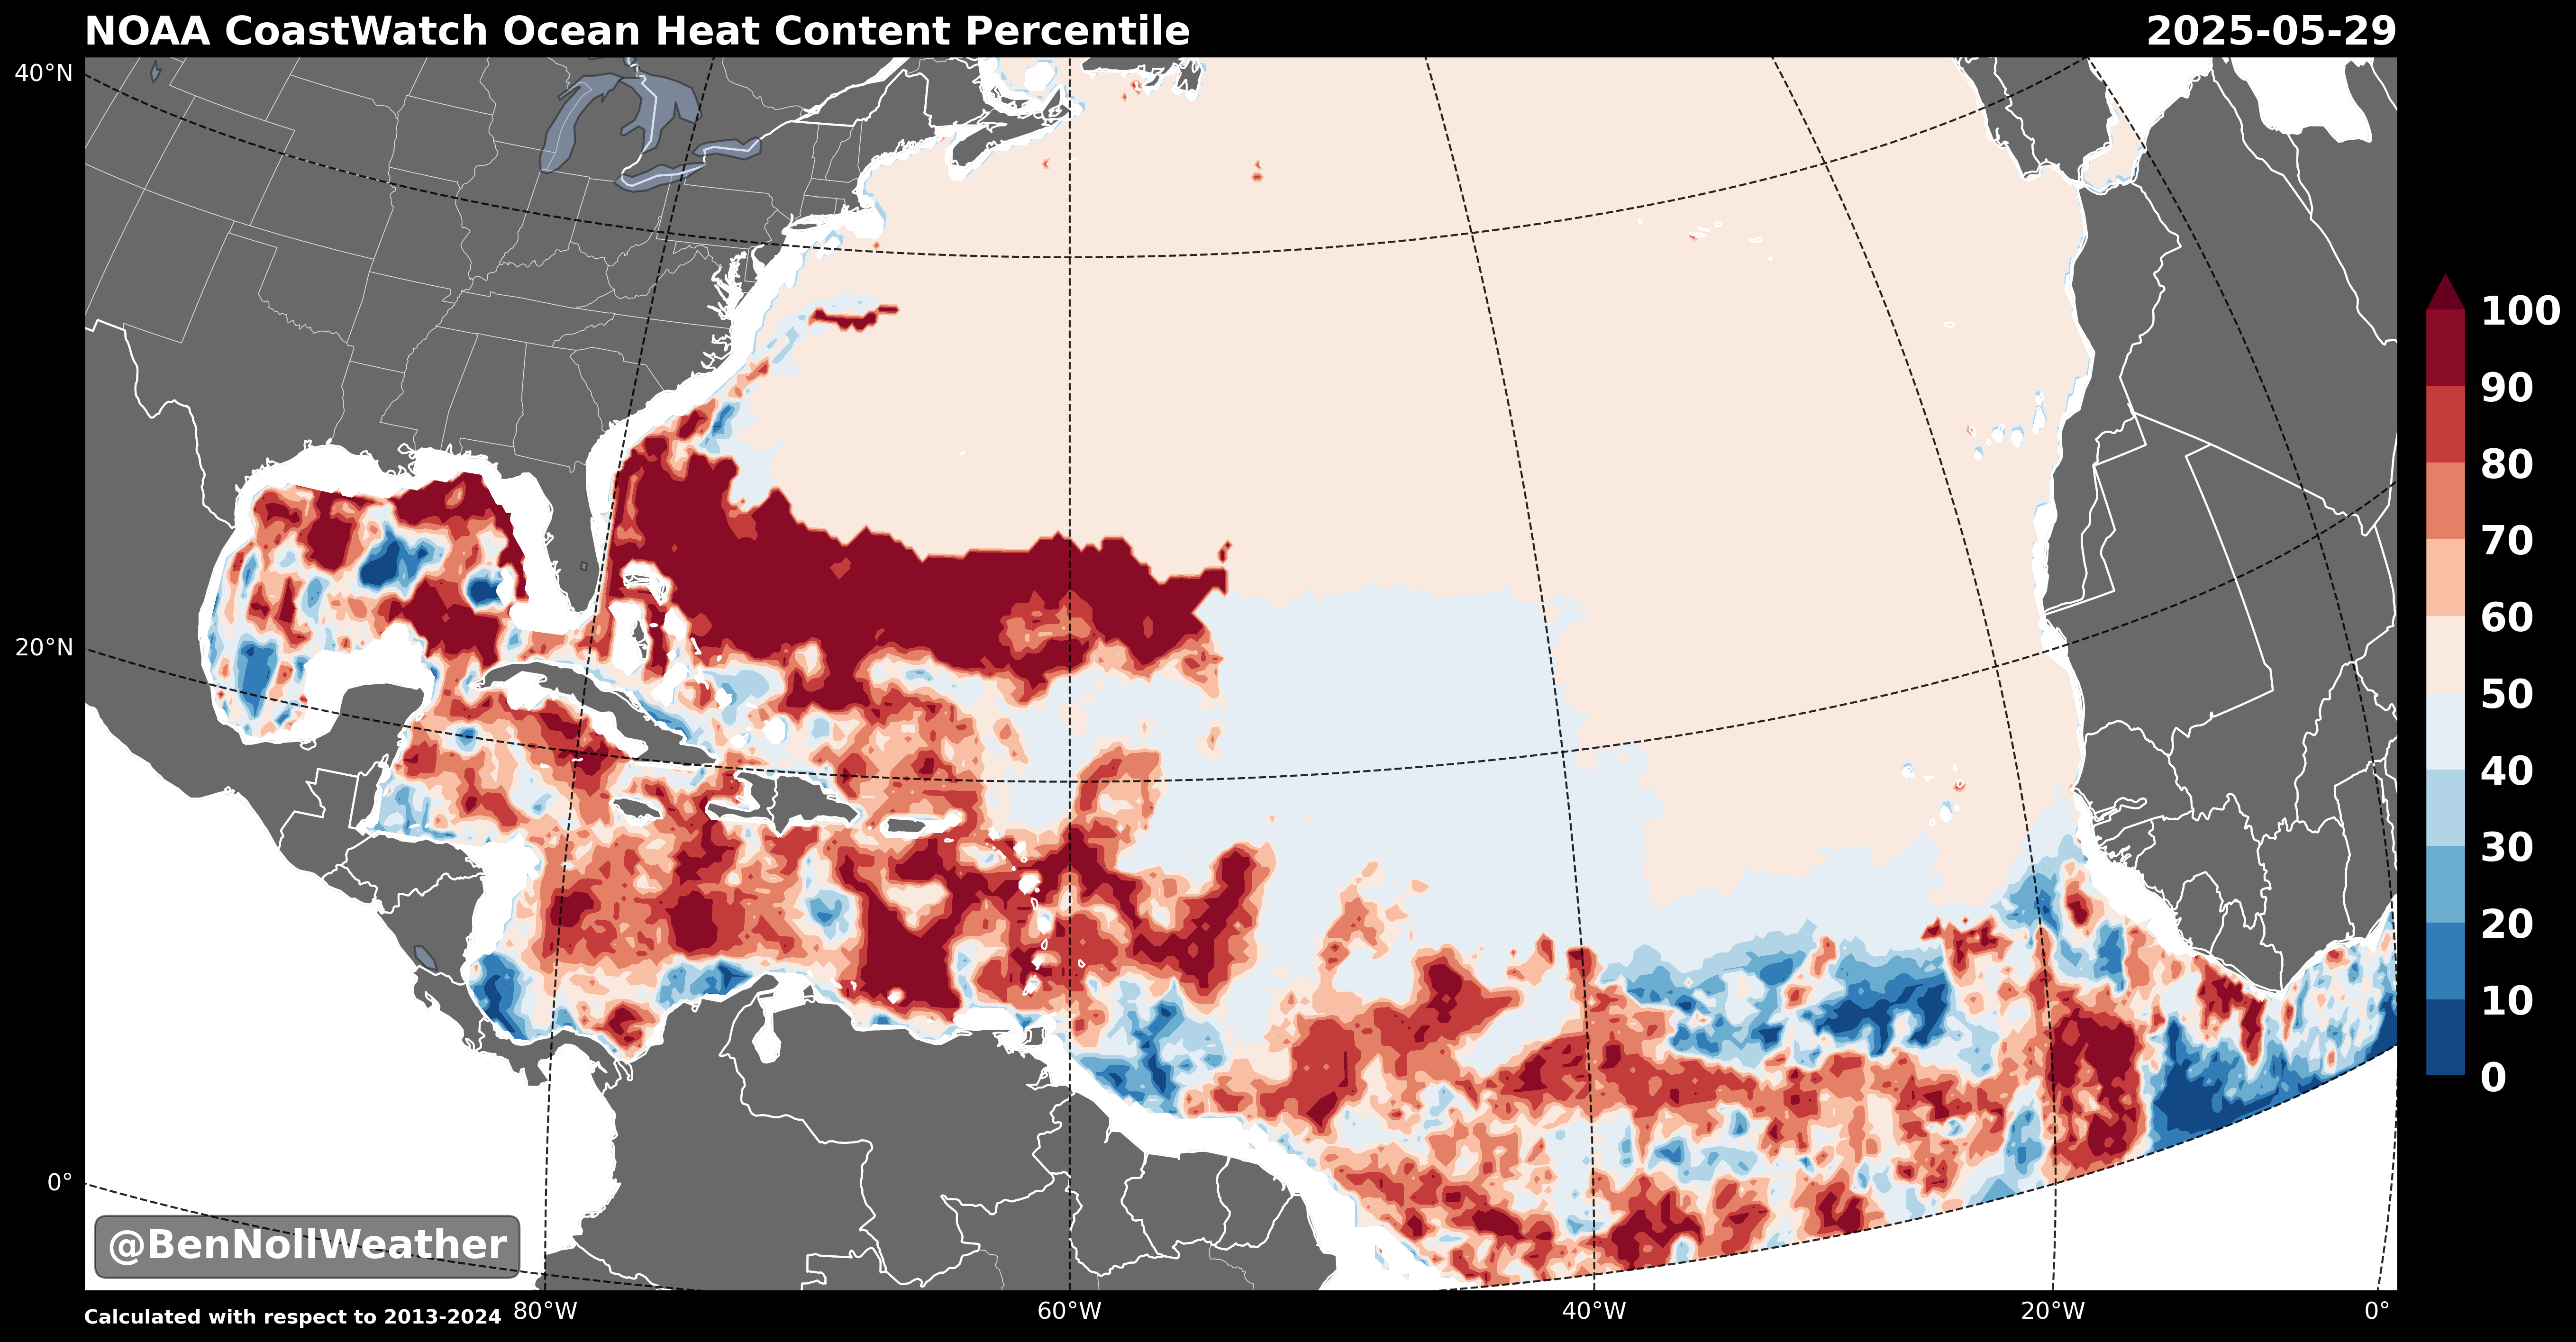 NOAA CoastWatch Ocean Heat Content Percentile
2025-05-29
40°N
20°N
0°
100
90
80
70
60
50
40
30
20
10
0
@BenNollWeather
Calculated with respect to 2013-2024
80°W
60°W
40°W
20°W
0°